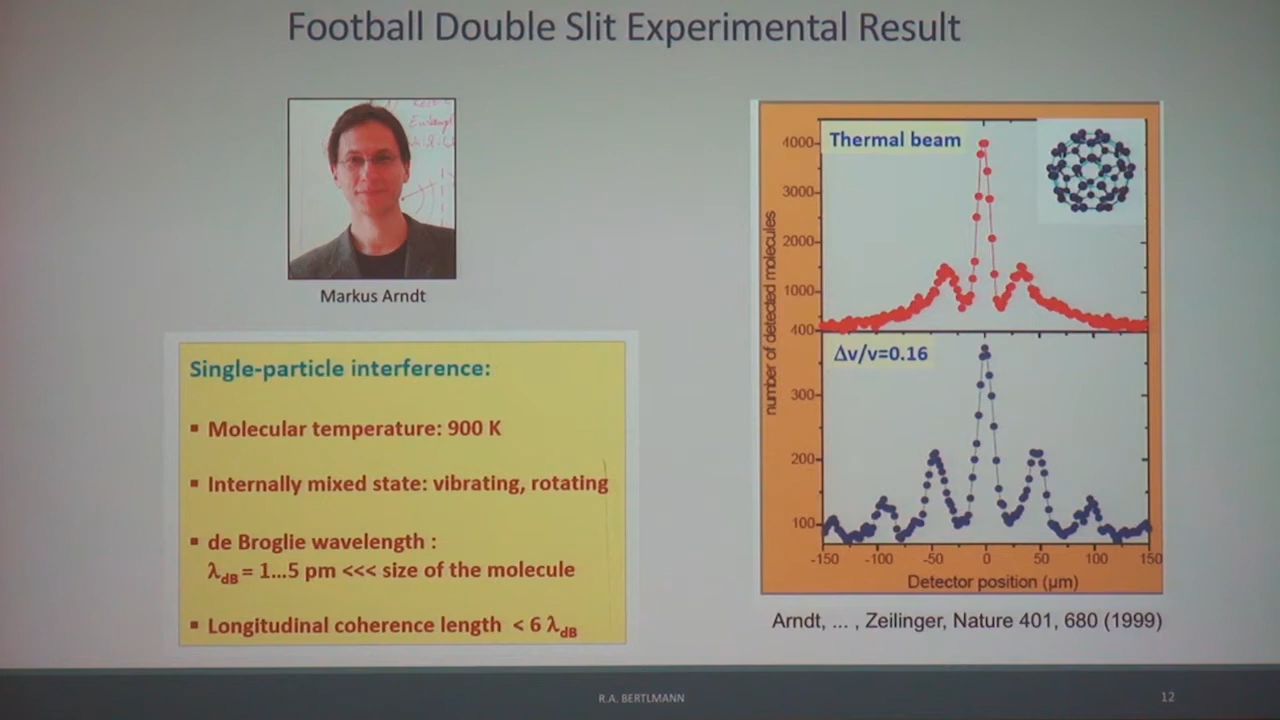 Football Double Slit Experimental Result
Markus Arndt
Single-particle interference:
▪ Molecular temperature: 900 K
▪ Internally mixed state: vibrating, rotating
▪ de Broglie wavelength :
λdB = 1...5 pm <<< size of the molecule
▪ Longitudinal coherence length < 6 λdB
Thermal beam
4000
3000
2000
1000
400
Δv/v=0.16
300
200
100
number of detected molecules
-150 -100 -50 0 50 100 150
Detector position (μm)
Arndt, ... , Zeilinger, Nature 401, 680 (1999)
R.A. BERTLMANN
12